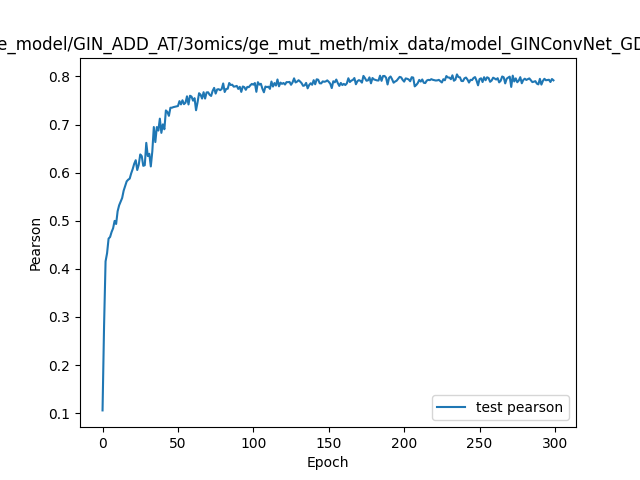 e_model/GIN_ADD_AT/3omics/ge_mut_meth/mix_data/model_GINConvNet_GD
0.8
0.7
0.6
0.5
0.4
0.3
0.2
0.1
Pearson
test pearson
0 50 100 150 200 250 300
Epoch